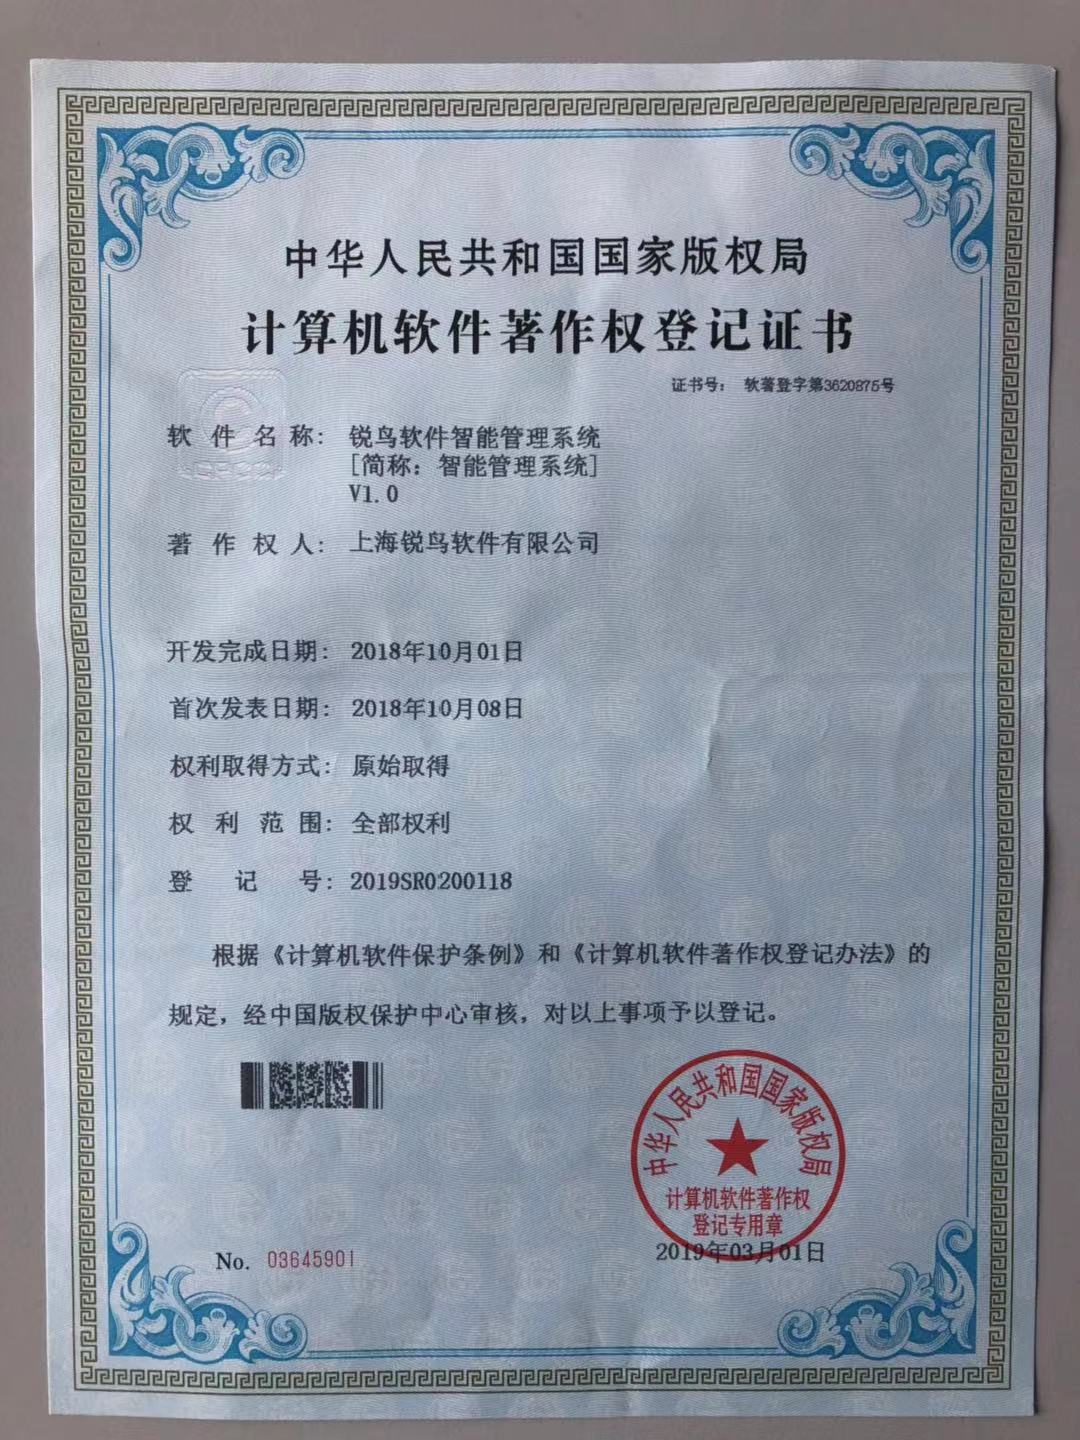 中华人民共和国国家版权局
计算机软件著作权登记证书
证书号： 软著登字第3620875号
软件名称： 锐鸟软件智能管理系统
[简称：智能管理系统]
V1.0
著作权人： 上海锐鸟软件有限公司
开发完成日期： 2018年10月01日
首次发表日期： 2018年10月08日
权利取得方式： 原始取得
权利范围： 全部权利
登记号： 2019SR0200118
根据《计算机软件保护条例》和《计算机软件著作权登记办法》的
规定，经中国版权保护中心审核，对以上事项予以登记。
中华人民共和国国家版权局
计算机软件著作权
登记专用章
No. 03645901
2019年03月01日